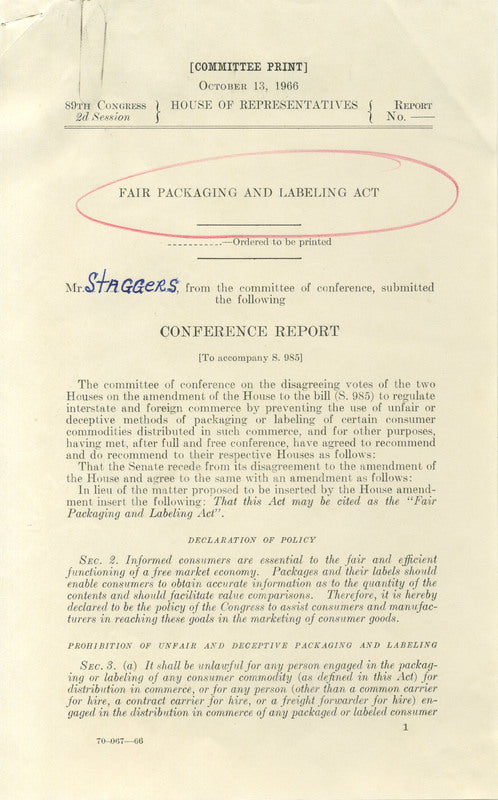 [COMMITTEE PRINT]
October 13, 1966
89th Congress } HOUSE OF REPRESENTATIVES { Report
2d Session } { No. ——
FAIR PACKAGING AND LABELING ACT
----------.—Ordered to be printed
Mr. Staggers, from the committee of conference, submitted
the following
CONFERENCE REPORT
[To accompany S. 985]
The committee of conference on the disagreeing votes of the two
Houses on the amendment of the House to the bill (S. 985) to regulate
interstate and foreign commerce by preventing the use of unfair or
deceptive methods of packaging or labeling of certain consumer
commodities distributed in such commerce, and for other purposes,
having met, after full and free conference, have agreed to recommend
and do recommend to their respective Houses as follows:
That the Senate recede from its disagreement to the amendment of
the House and agree to the same with an amendment as follows:
In lieu of the matter proposed to be inserted by the House amend-
ment insert the following: That this Act may be cited as the "Fair
Packaging and Labeling Act".
DECLARATION OF POLICY
Sec. 2. Informed consumers are essential to the fair and efficient
functioning of a free market economy. Packages and their labels should
enable consumers to obtain accurate information as to the quantity of the
contents and should facilitate value comparisons. Therefore, it is hereby
declared to be the policy of the Congress to assist consumers and manufac-
turers in reaching these goals in the marketing of consumer goods.
PROHIBITION OF UNFAIR AND DECEPTIVE PACKAGING AND LABELING
Sec. 3. (a) It shall be unlawful for any person engaged in the packag-
ing or labeling of any consumer commodity (as defined in this Act) for
distribution in commerce, or for any person (other than a common carrier
for hire, a contract carrier for hire, or a freight forwarder for hire) en-
gaged in the distribution in commerce of any packaged or labeled consumer
1
70-067—66